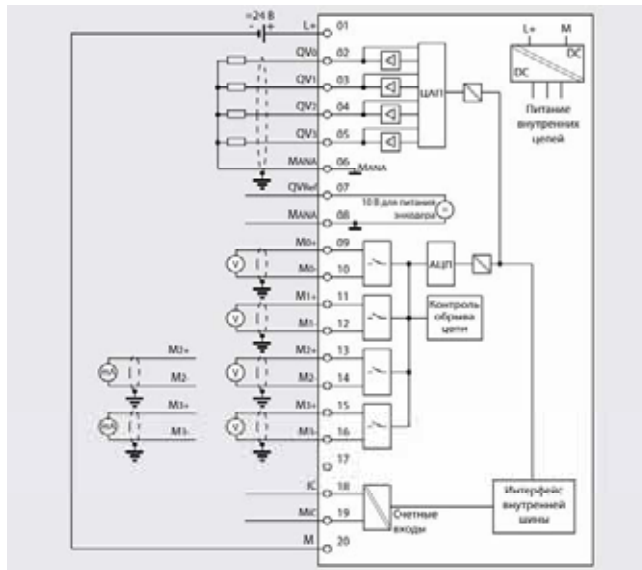 =24 В
- +
L+ 01
QV0 02
QV1 03
QV2 04
QV3 05
MANA 06
MANA
QVRef 07
MANA 08
10 В для питания
энкодера
ЦАП
L+ M
DC
DC
Питание
внутренних
цепей
M0+ 09
V
M0- 10
M1+ 11
V
M1- 12
M2+ M2+ 13
mA V
M2- M2- 14
M3+ M3+ 15
mA V
M3- M3- 16
17
IC 18
MIC 19
M 20
АЦП
Контроль
обрыва
цепи
Счетные
входы
Интерфейс
внутренней
шины